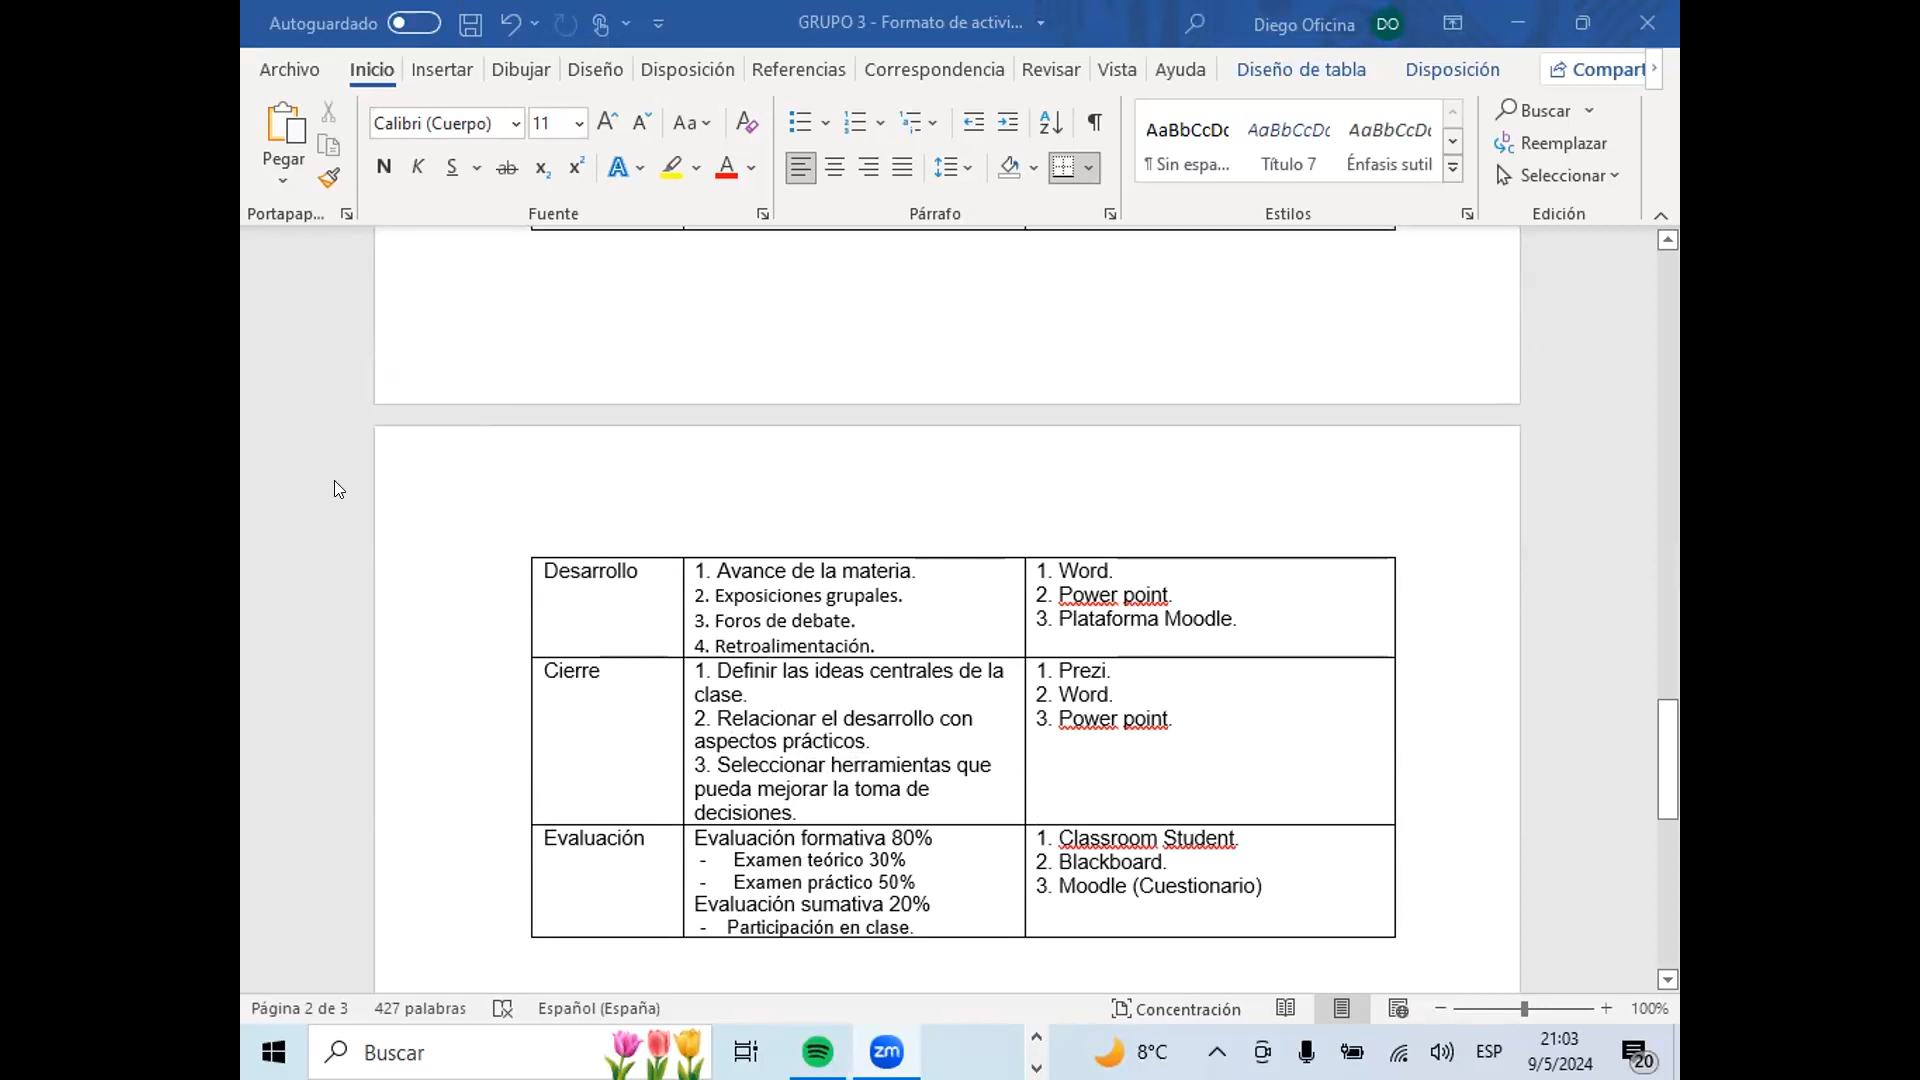 Autoguardado
GRUPO 3 - Formato de activi...
Diego Oficina
DO
Archivo
Inicio
Insertar
Dibujar
Diseño
Disposición
Referencias
Correspondencia
Revisar
Vista
Ayuda
Diseño de tabla
Disposición
Compart
Pegar
Calibri (Cuerpo)
11
Aa
N
K
S
ab
AaBbCcDc
AaBbCcDc
AaBbCcDc
¶ Sin espa...
Título 7
Énfasis sutil
Buscar
Reemplazar
Seleccionar
Portapap...
Fuente
Párrafo
Estilos
Edición
Desarrollo
1. Avance de la materia.
2. Exposiciones grupales.
3. Foros de debate.
4. Retroalimentación.
1. Word.
2. Power point.
3. Plataforma Moodle.
Cierre
1. Definir las ideas centrales de la
clase.
2. Relacionar el desarrollo con
aspectos prácticos.
3. Seleccionar herramientas que
pueda mejorar la toma de
decisiones.
1. Prezi.
2. Word.
3. Power point.
Evaluación
Evaluación formativa 80%
- Examen teórico 30%
- Examen práctico 50%
Evaluación sumativa 20%
- Participación en clase.
1. Classroom Student.
2. Blackboard.
3. Moodle (Cuestionario)
Página 2 de 3
427 palabras
Español (España)
Concentración
100%
Buscar
zm
8°C
ESP
21:03
9/5/2024
20